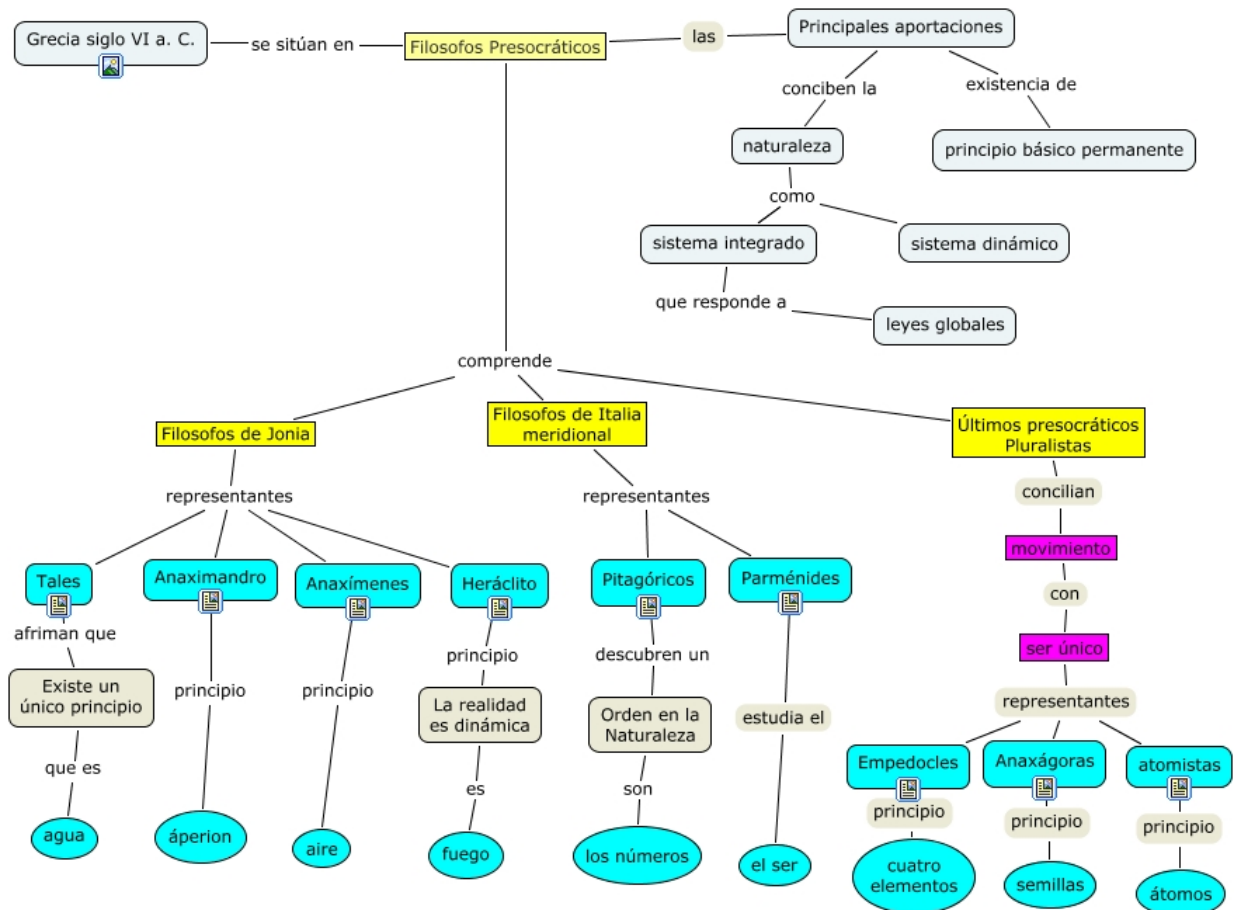 Grecia siglo VI a. C.
se sitúan en
Filosofos Presocráticos
las
Principales aportaciones
conciben la
existencia de
naturaleza
principio básico permanente
como
sistema integrado
sistema dinámico
que responde a
leyes globales
comprende
Filosofos de Jonia
Filosofos de Italia
meridional
Últimos presocráticos
Pluralistas
representantes
representantes
concilian
movimiento
con
ser único
representantes
Tales
Anaximandro
Anaxímenes
Heráclito
Pitagóricos
Parménides
afriman que
principio
principio
principio
descubren un
estudia el
Existe un
único principio
La realidad
es dinámica
Orden en la
Naturaleza
que es
es
son
agua
áperion
aire
fuego
los números
el ser
Empedocles
Anaxágoras
atomistas
principio
principio
principio
cuatro
elementos
semillas
átomos